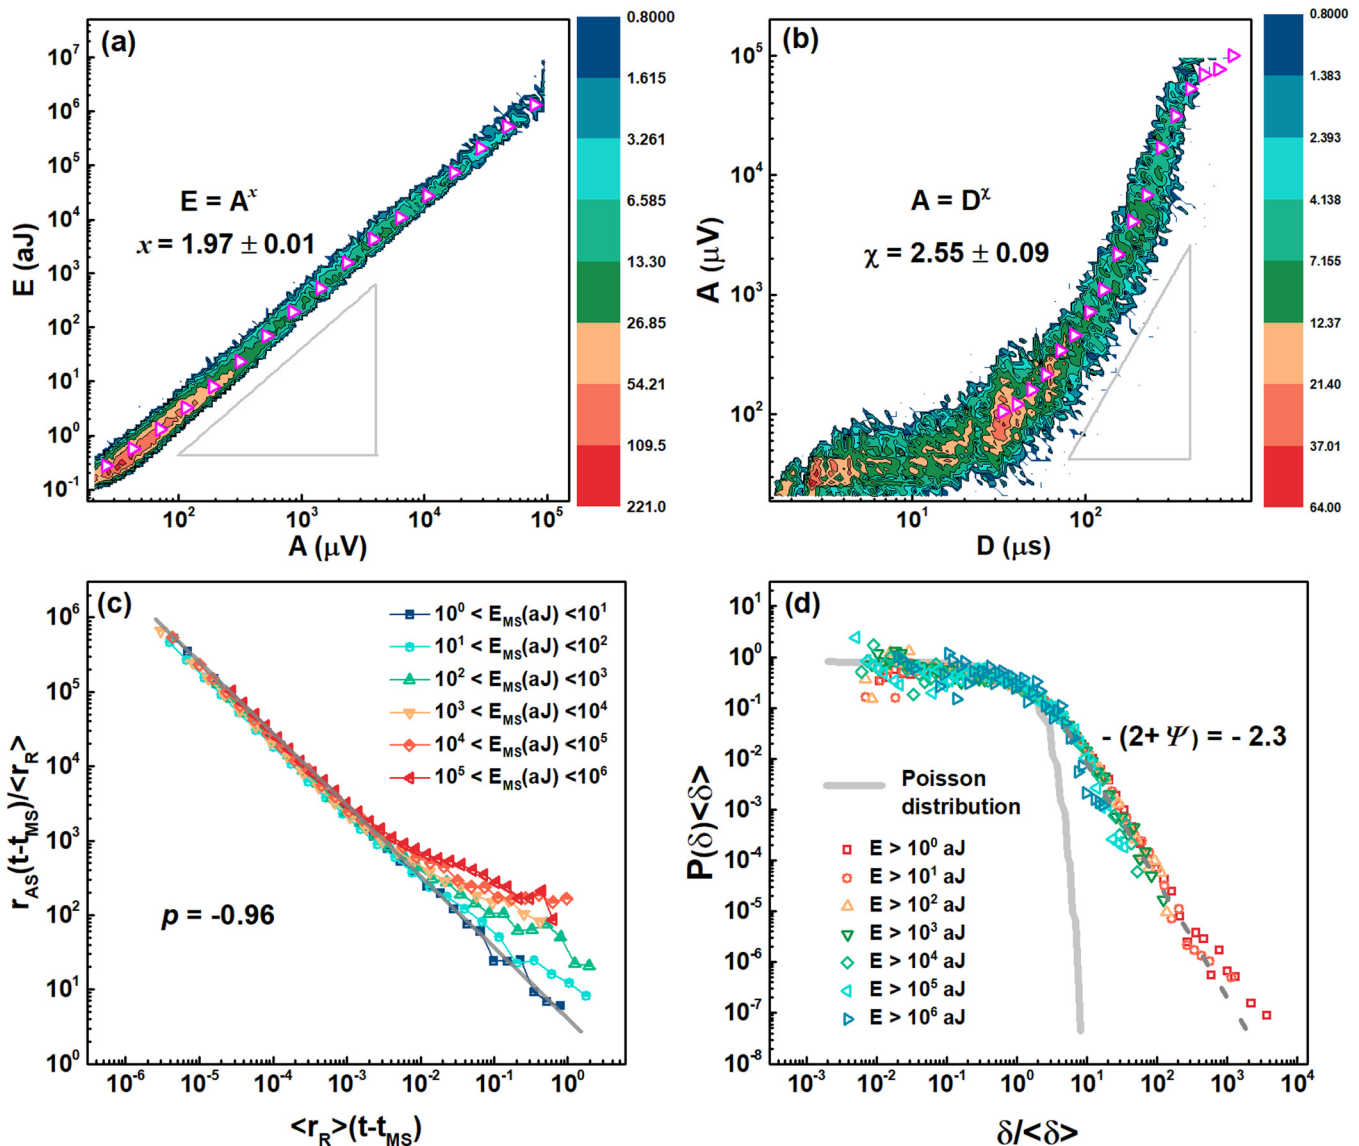 (a)
10⁷
10⁶
10⁵
10⁴
10³
10²
10¹
10⁰
10⁻¹
E (aJ)
E = Aˣ
x = 1.97 ± 0.01
10²
10³
10⁴
10⁵
A (μV)
0.8000
1.615
3.261
6.585
13.30
26.85
54.21
109.5
221.0
(b)
10⁵
10⁴
10³
10²
A (μV)
A = D^χ
χ = 2.55 ± 0.09
10¹
10²
D (μs)
0.8000
1.383
2.393
4.138
7.155
12.37
21.40
37.01
64.00
(c)
10⁶
10⁵
10⁴
10³
10²
10¹
10⁰
r_AS(t-t_MS)/<r_R>
10⁰ < E_MS(aJ) <10¹
10¹ < E_MS(aJ) <10²
10² < E_MS(aJ) <10³
10³ < E_MS(aJ) <10⁴
10⁴ < E_MS(aJ) <10⁵
10⁵ < E_MS(aJ) <10⁶
p = -0.96
10⁻⁶
10⁻⁵
10⁻⁴
10⁻³
10⁻²
10⁻¹
10⁰
<r_R>(t-t_MS)
(d)
10¹
10⁰
10⁻¹
10⁻²
10⁻³
10⁻⁴
10⁻⁵
10⁻⁶
10⁻⁷
10⁻⁸
P(δ)<δ>
- (2+ Ψ) = - 2.3
Poisson
distribution
E > 10⁰ aJ
E > 10¹ aJ
E > 10² aJ
E > 10³ aJ
E > 10⁴ aJ
E > 10⁵ aJ
E > 10⁶ aJ
10⁻³
10⁻²
10⁻¹
10⁰
10¹
10²
10³
10⁴
δ/<δ>